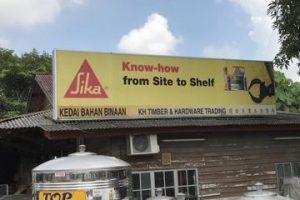 Sika
Know-how
from Site to Shelf
KEDAI BAHAN BINAAN
KH TIMBER & HARDWARE TRADING
TOP